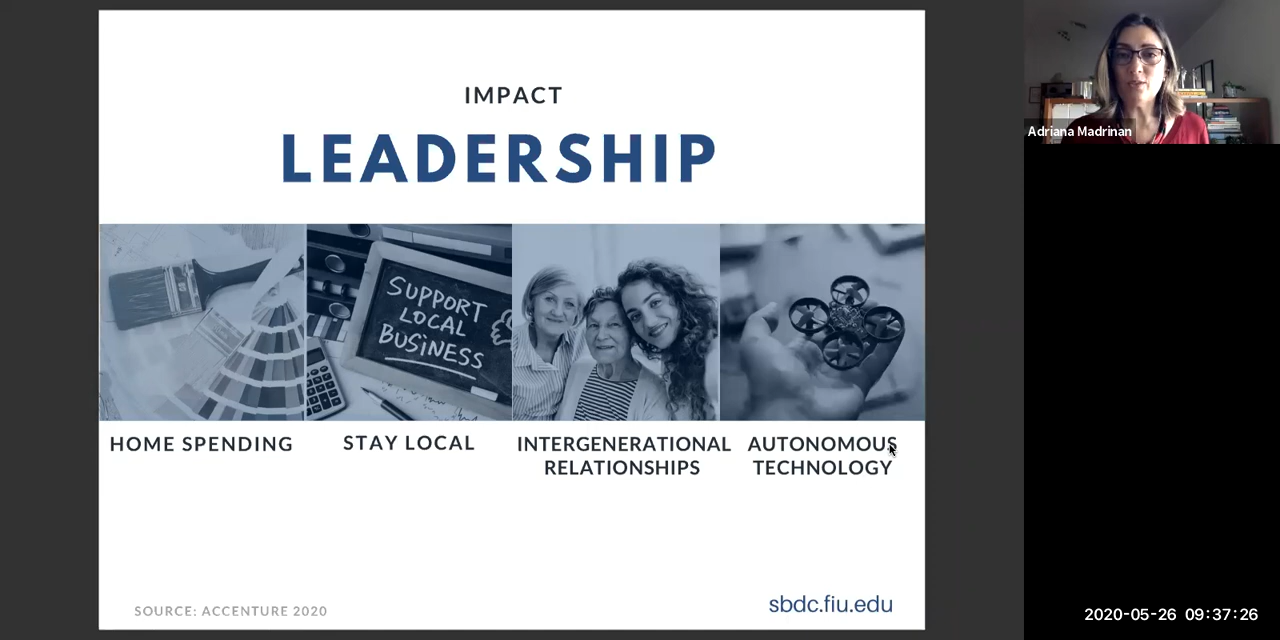 IMPACT
LEADERSHIP
SUPPORT
LOCAL
BUSINESS
HOME SPENDING
STAY LOCAL
INTERGENERATIONAL
RELATIONSHIPS
AUTONOMOUS
TECHNOLOGY
SOURCE: ACCENTURE 2020
sbdc.fiu.edu
Adriana Madrinan
2020-05-26 09:37:26